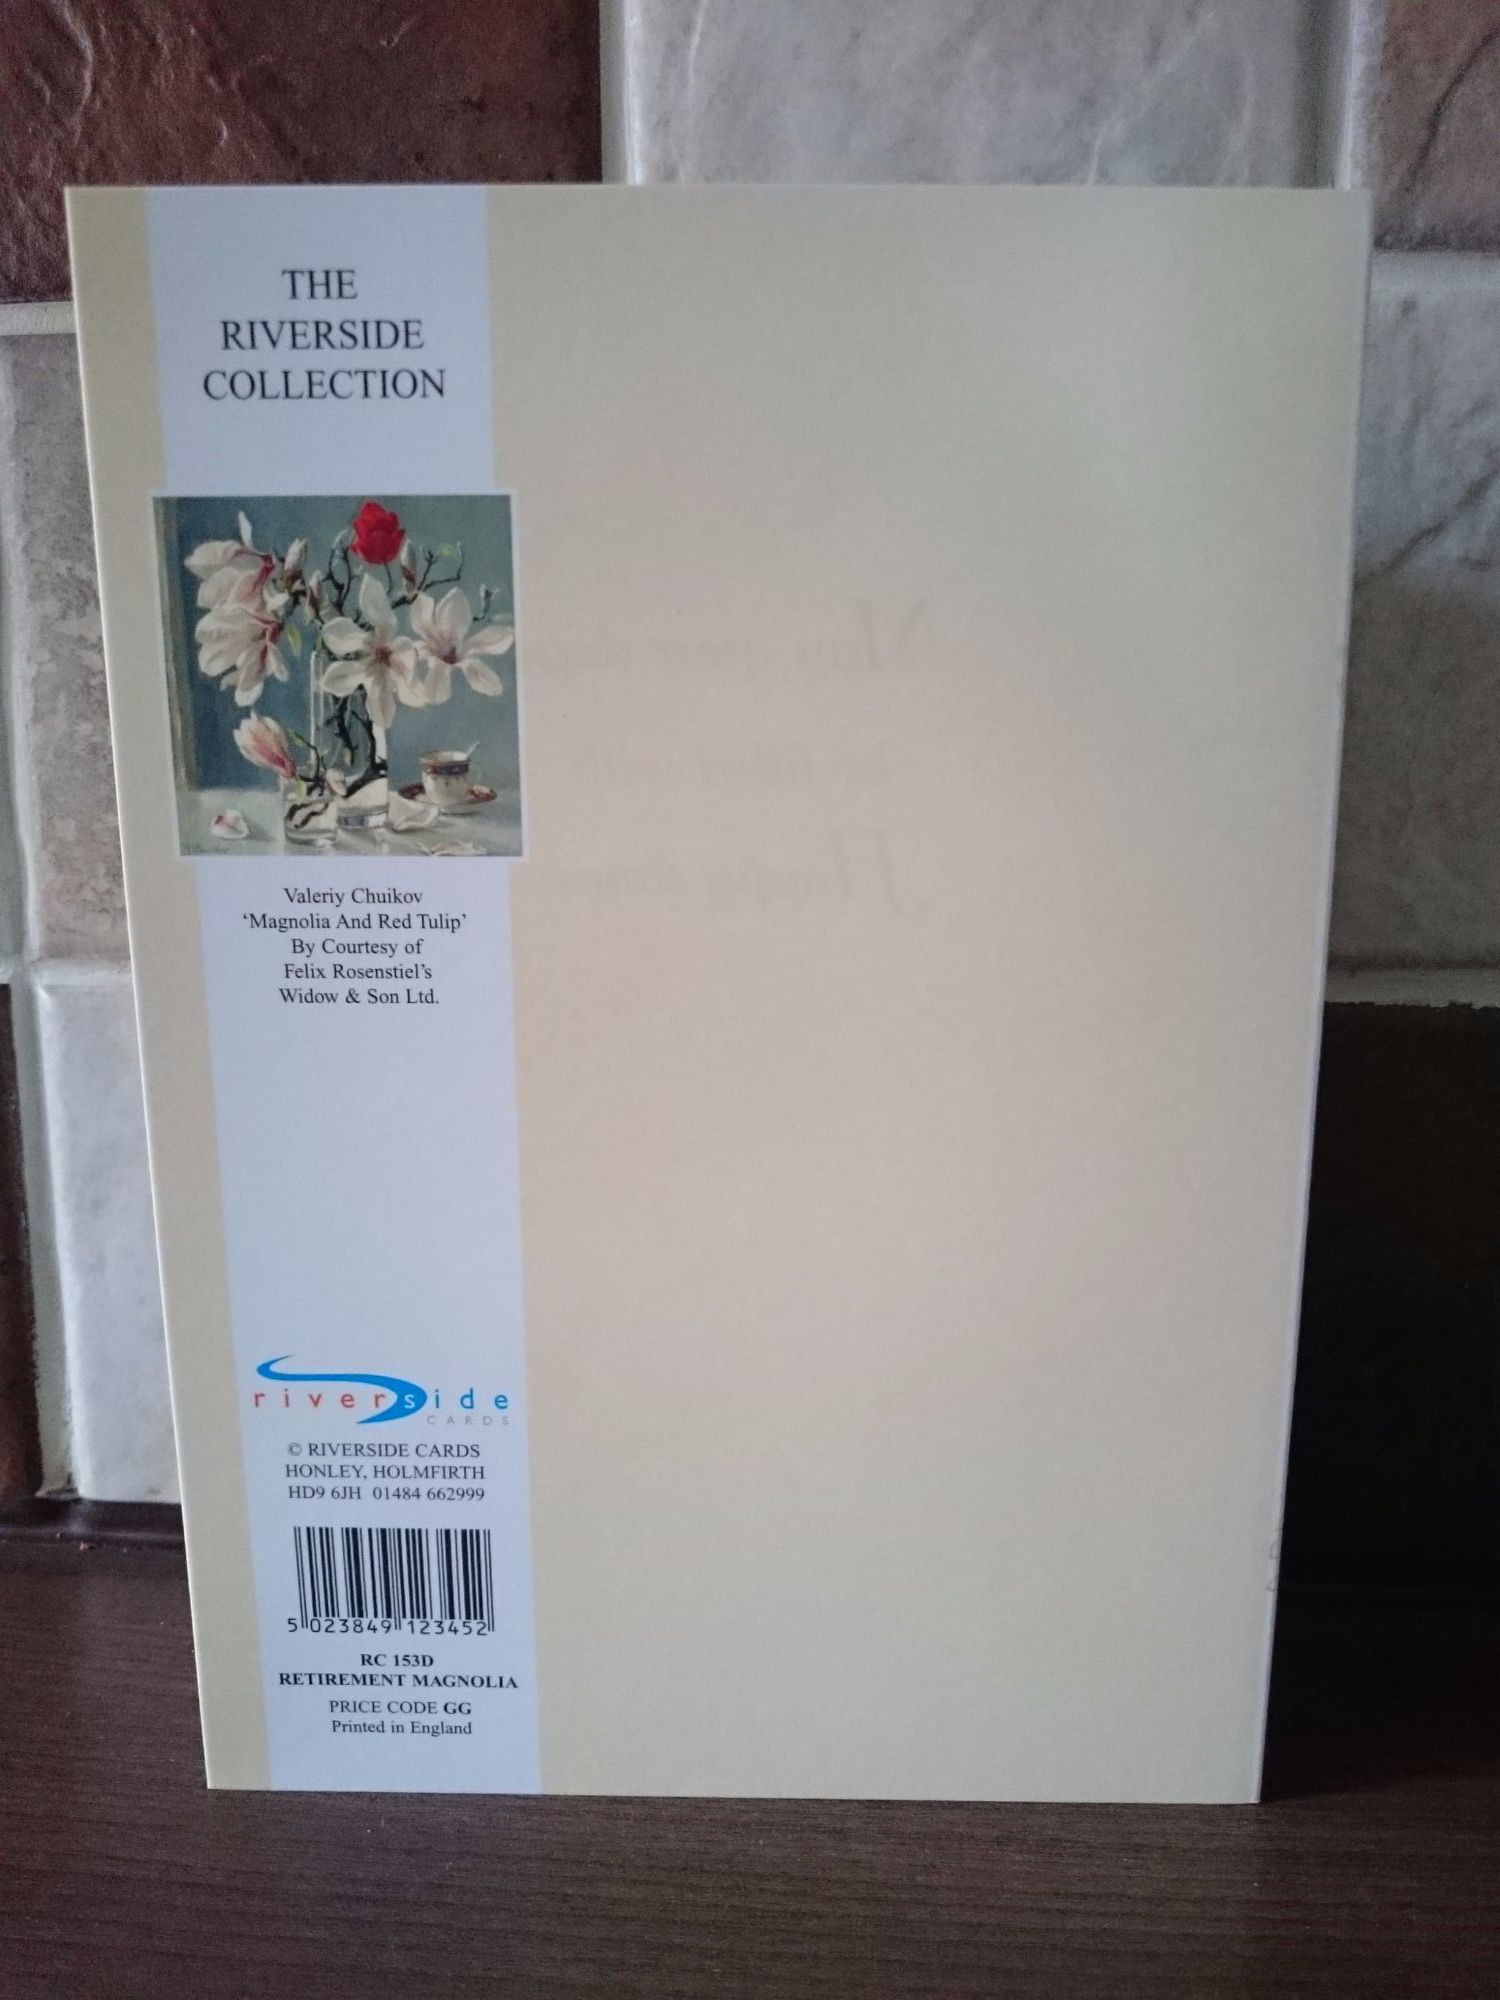 THE
RIVERSIDE
COLLECTION
Valeriy Chuikov
‘Magnolia And Red Tulip’
By Courtesy of
Felix Rosenstiel’s
Widow & Son Ltd.
riverside
CARDS
© RIVERSIDE CARDS
HONLEY, HOLMFIRTH
HD9 6JH 01484 662999
5 023849 123452
RC 153D
RETIREMENT MAGNOLIA
PRICE CODE GG
Printed in England